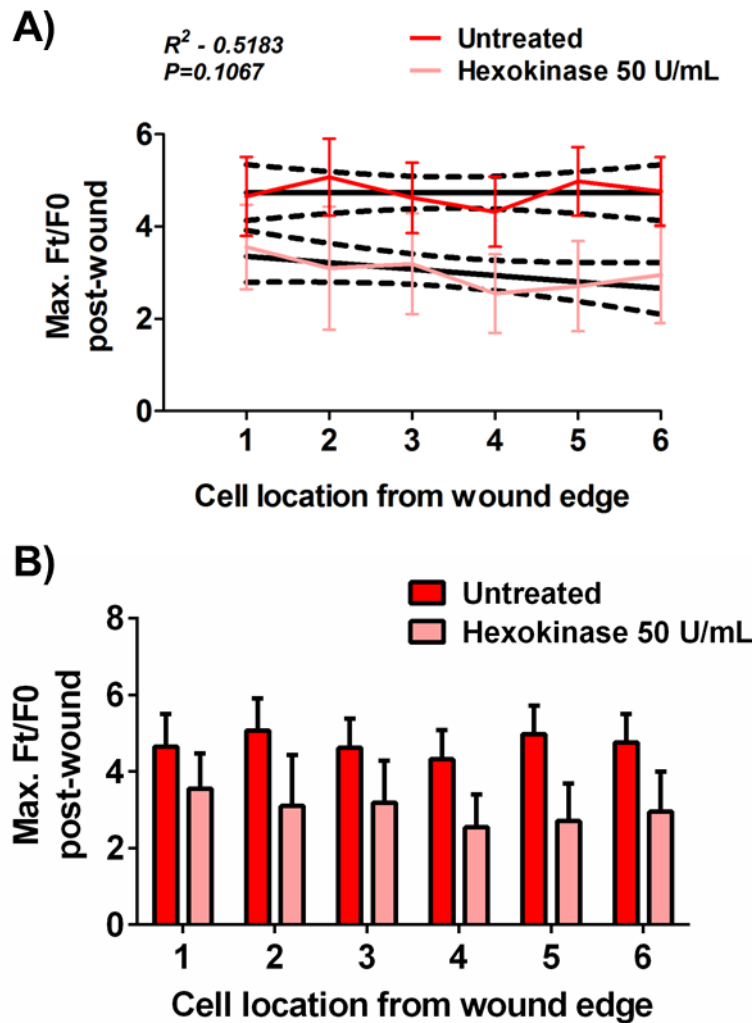 A)
R² - 0.5183
P=0.1067
Untreated
Hexokinase 50 U/mL
Max. Ft/F0
post-wound
6
4
2
0
1 2 3 4 5 6
Cell location from wound edge
B)
Untreated
Hexokinase 50 U/mL
Max. Ft/F0
post-wound
8
6
4
2
0
1 2 3 4 5 6
Cell location from wound edge